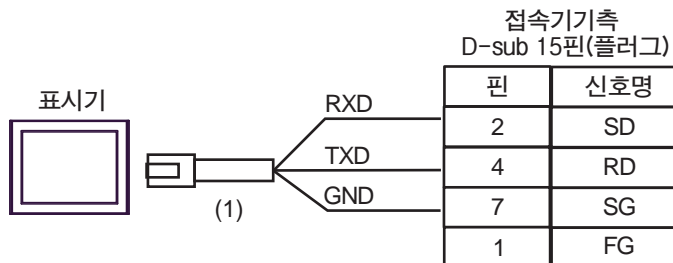 접속기기측
D-sub 15핀(플러그)
표시기
핀 신호명
RXD 2 SD
TXD 4 RD
GND 7 SG
(1)
1 FG